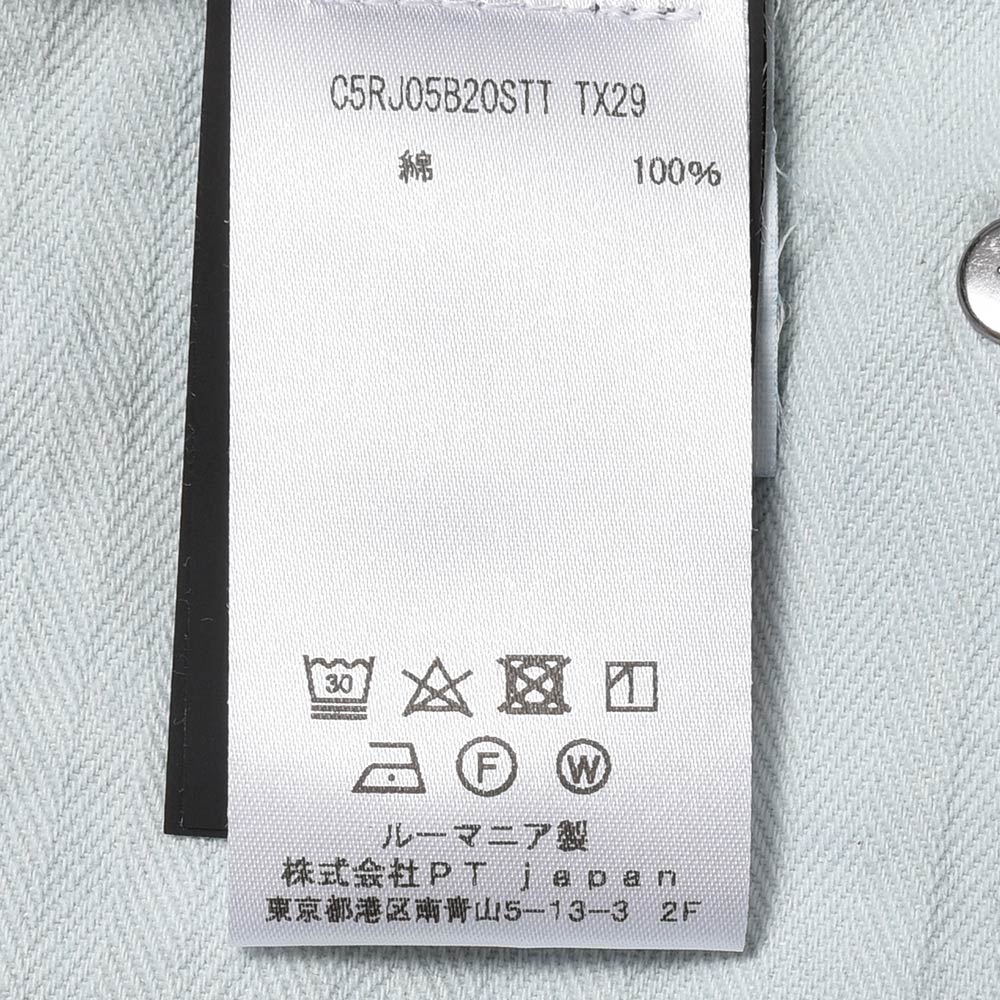 C5RJ05B20STT TX29
綿 100%
30
F W
ルーマニア製
株式会社PT japan
東京都港区南青山5-13-3 2F